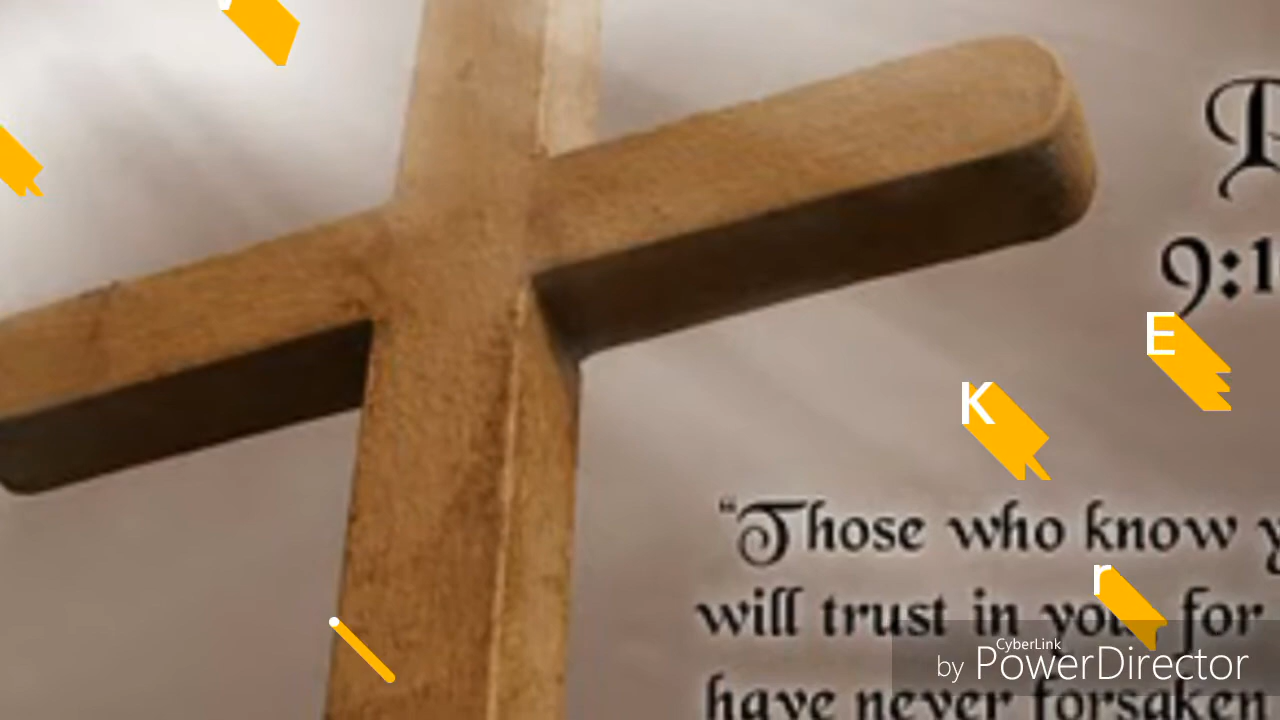 9:1
E
K
“Those who know
r
will trust in you for
have never forsaken
CyberLink
by PowerDirector